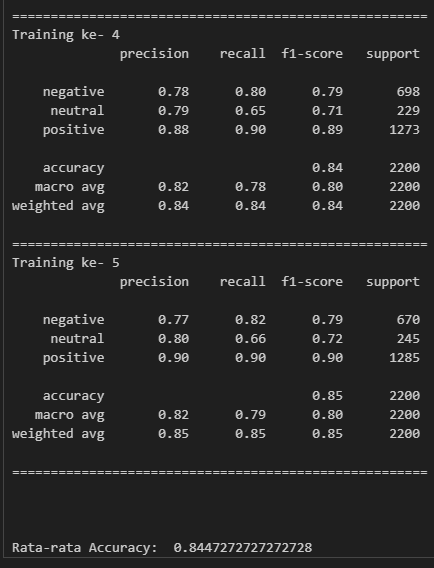 ======================================================
Training ke- 4
precision recall f1-score support
negative 0.78 0.80 0.79 698
neutral 0.79 0.65 0.71 229
positive 0.88 0.90 0.89 1273
accuracy 0.84 2200
macro avg 0.82 0.78 0.80 2200
weighted avg 0.84 0.84 0.84 2200
======================================================
Training ke- 5
precision recall f1-score support
negative 0.77 0.82 0.79 670
neutral 0.80 0.66 0.72 245
positive 0.90 0.90 0.90 1285
accuracy 0.85 2200
macro avg 0.82 0.79 0.80 2200
weighted avg 0.85 0.85 0.85 2200
======================================================
Rata-rata Accuracy: 0.8447272727272728